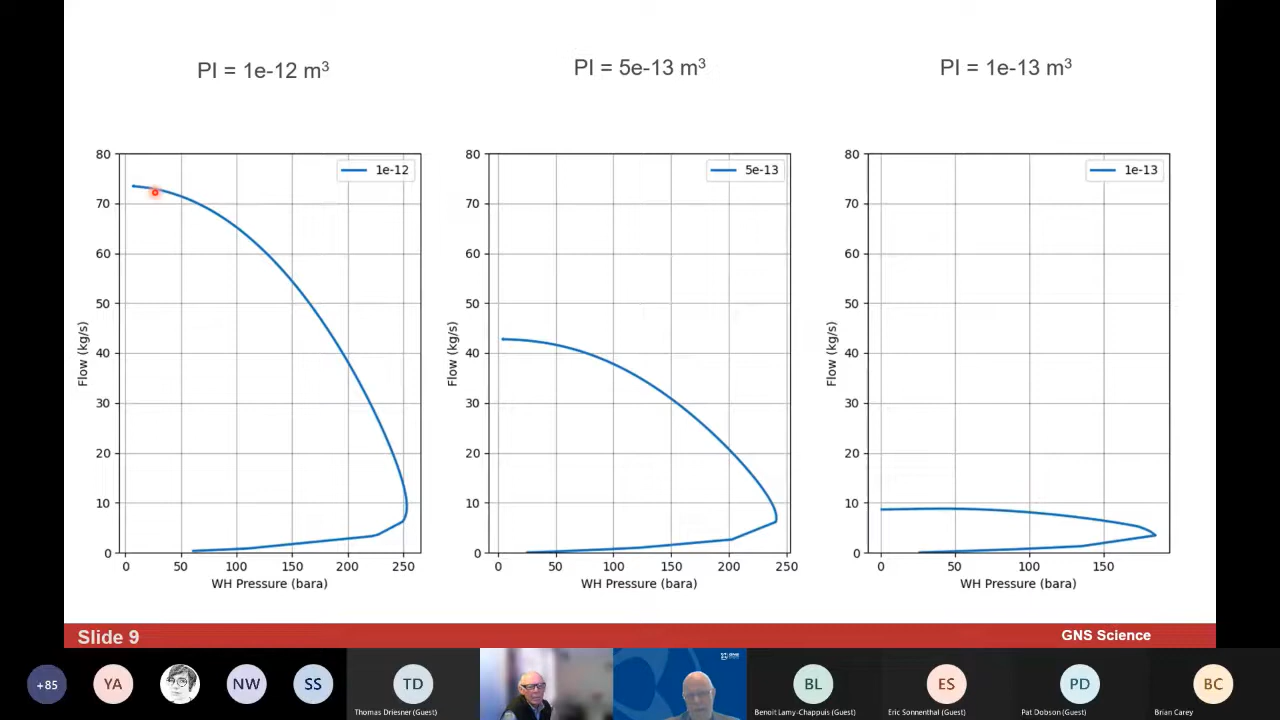 PI = 1e-12 m³
PI = 5e-13 m³
PI = 1e-13 m³
80
70
60
50
40
30
20
10
0
Flow (kg/s)
1e-12
0 50 100 150 200 250
WH Pressure (bara)
80
70
60
50
40
30
20
10
0
Flow (kg/s)
5e-13
0 50 100 150 200 250
WH Pressure (bara)
80
70
60
50
40
30
20
10
0
Flow (kg/s)
1e-13
0 50 100 150
WH Pressure (bara)
Slide 9
GNS Science
+85
YA
NW
SS
TD
Thomas Driesner (Guest)
BL
Benoit Lamy-Chappuis (Guest)
ES
Eric Sonnenthal (Guest)
PD
Pat Dobson (Guest)
BC
Brian Carey